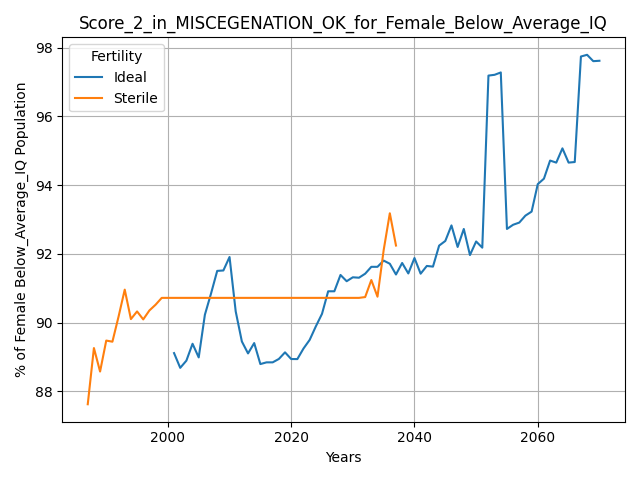 Score_2_in_MISCEGENATION_OK_for_Female_Below_Average_IQ
Fertility
Ideal
Sterile
% of Female Below_Average_IQ Population
98
96
94
92
90
88
2000
2020
2040
2060
Years